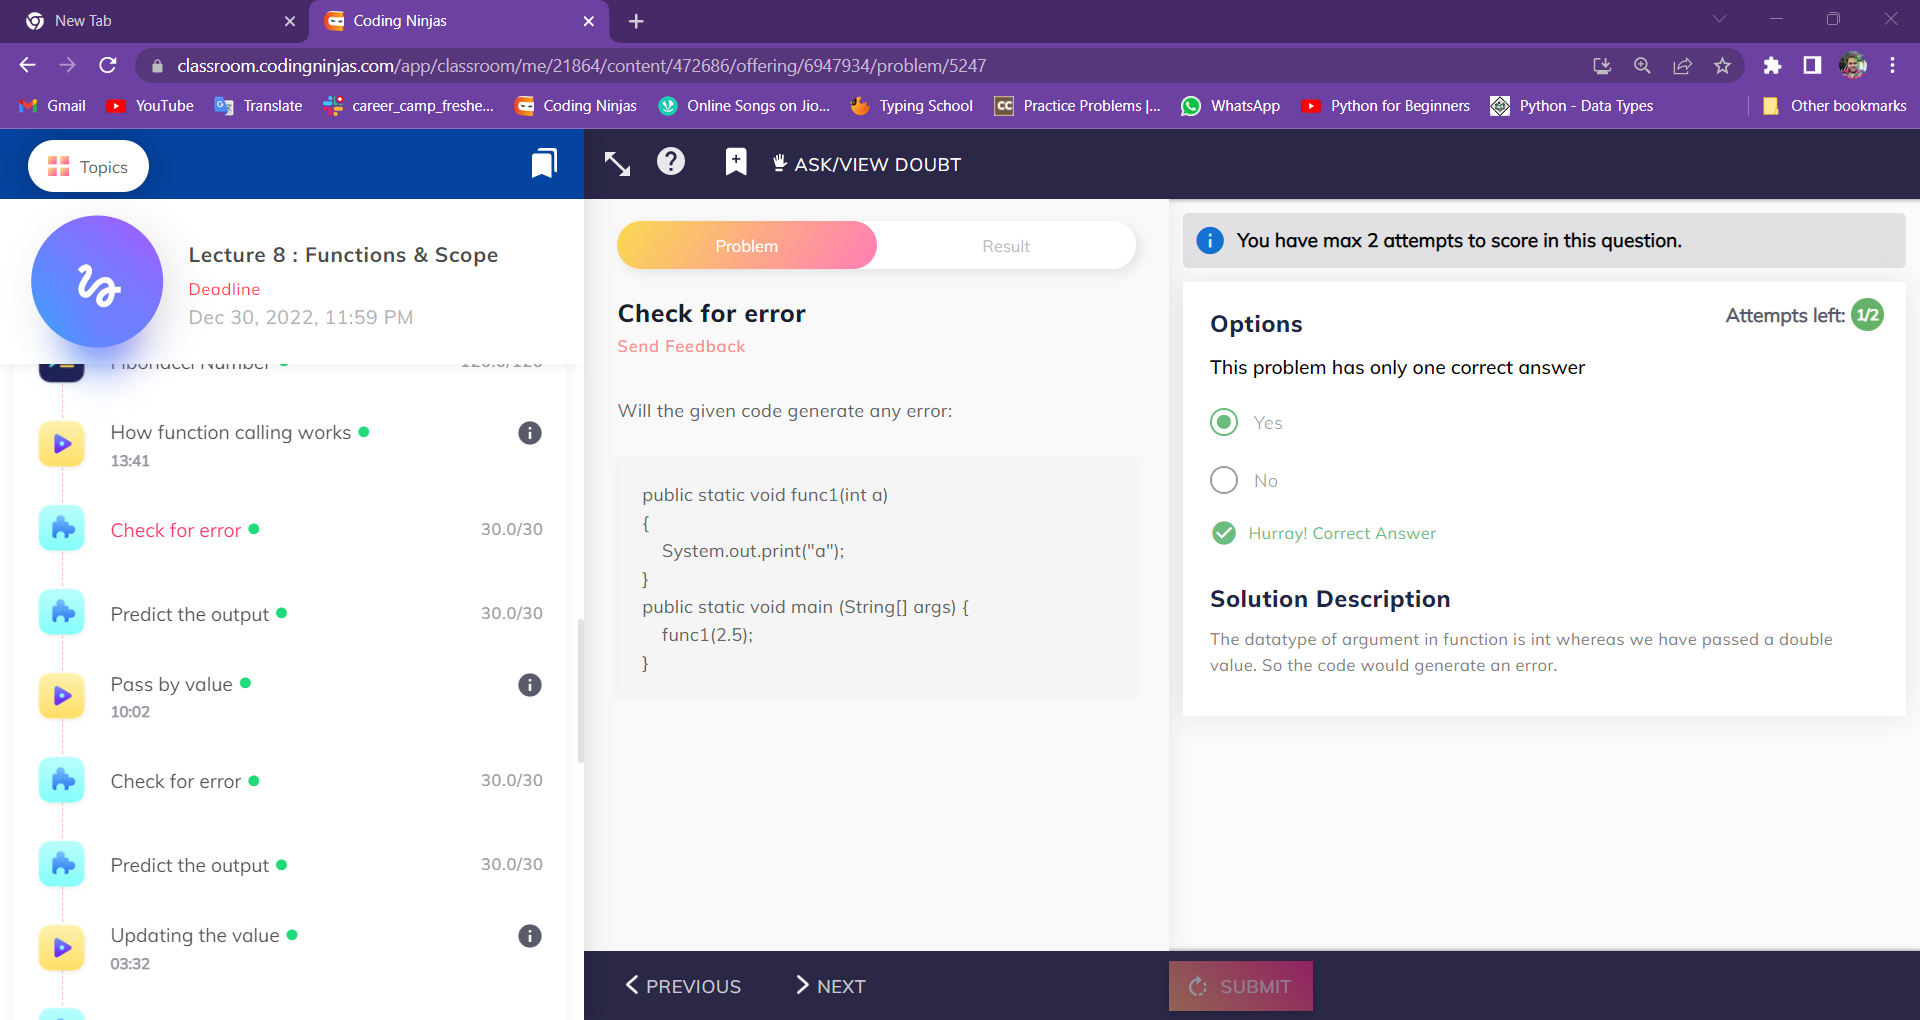 New Tab
Coding Ninjas
classroom.codingninjas.com/app/classroom/me/21864/content/472686/offering/6947934/problem/5247
Gmail
YouTube
Translate
career_camp_freshe...
Coding Ninjas
Online Songs on Jio...
Typing School
CC
Practice Problems |...
WhatsApp
Python for Beginners
Python - Data Types
Other bookmarks
Topics
ASK/VIEW DOUBT
Lecture 8 : Functions & Scope
Deadline
Dec 30, 2022, 11:59 PM
Fibonacci Number
120.0/120
How function calling works
13:41
Check for error
30.0/30
Predict the output
30.0/30
Pass by value
10:02
Check for error
30.0/30
Predict the output
30.0/30
Updating the value
03:32
Problem
Result
Check for error
Send Feedback
Will the given code generate any error:
public static void func1(int a)
{
System.out.print("a");
}
public static void main (String[] args) {
func1(2.5);
}
PREVIOUS
NEXT
You have max 2 attempts to score in this question.
Options
Attempts left: 1/2
This problem has only one correct answer
Yes
No
Hurray! Correct Answer
Solution Description
The datatype of argument in function is int whereas we have passed a double
value. So the code would generate an error.
SUBMIT